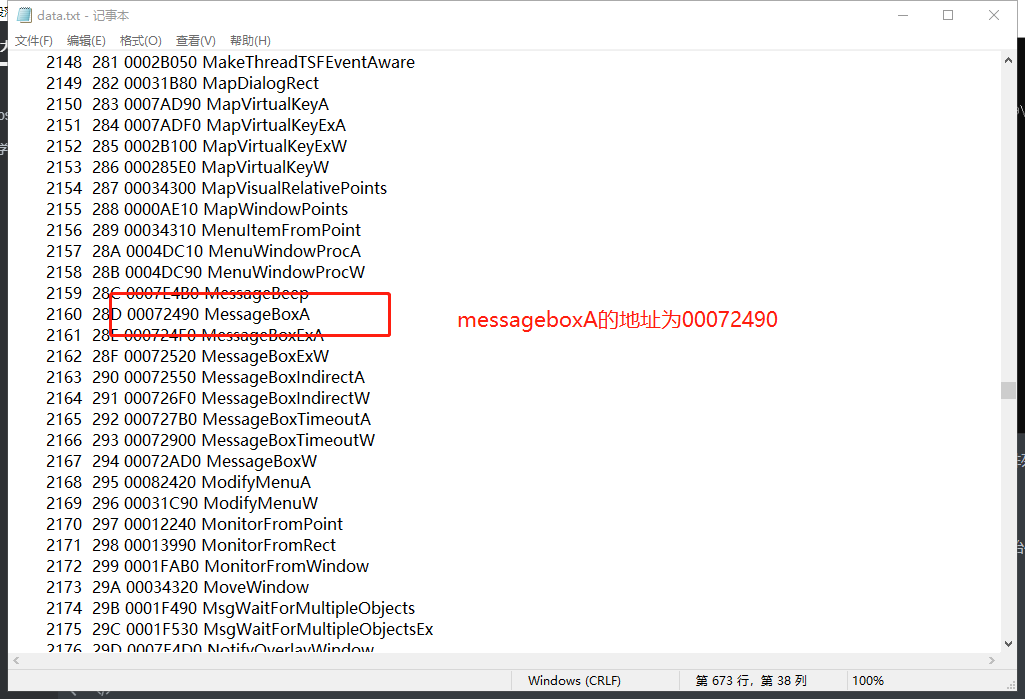 data.txt - 记事本
文件(F) 编辑(E) 格式(O) 查看(V) 帮助(H)
2148 281 0002B050 MakeThreadTSFEventAware
2149 282 00031B80 MapDialogRect
2150 283 0007AD90 MapVirtualKeyA
2151 284 0007ADF0 MapVirtualKeyExA
2152 285 0002B100 MapVirtualKeyExW
2153 286 000285E0 MapVirtualKeyW
2154 287 00034300 MapVisualRelativePoints
2155 288 0000AE10 MapWindowPoints
2156 289 00034310 MenuItemFromPoint
2157 28A 0004DC10 MenuWindowProcA
2158 28B 0004DC90 MenuWindowProcW
2159 28C 0007E4B0 MessageBeep
2160 28D 00072490 MessageBoxA
messageboxA的地址为00072490
2161 28E 000724F0 MessageBoxExA
2162 28F 00072520 MessageBoxExW
2163 290 00072550 MessageBoxIndirectA
2164 291 000726F0 MessageBoxIndirectW
2165 292 000727B0 MessageBoxTimeoutA
2166 293 00072900 MessageBoxTimeoutW
2167 294 00072AD0 MessageBoxW
2168 295 00082420 ModifyMenuA
2169 296 00031C90 ModifyMenuW
2170 297 00012240 MonitorFromPoint
2171 298 00013990 MonitorFromRect
2172 299 0001FAB0 MonitorFromWindow
2173 29A 00034320 MoveWindow
2174 29B 0001F490 MsgWaitForMultipleObjects
2175 29C 0001F530 MsgWaitForMultipleObjectsEx
2176 29D 0007E4D0 NotifyOverlayWindow
Windows (CRLF) 第 673 行，第 38 列 100%